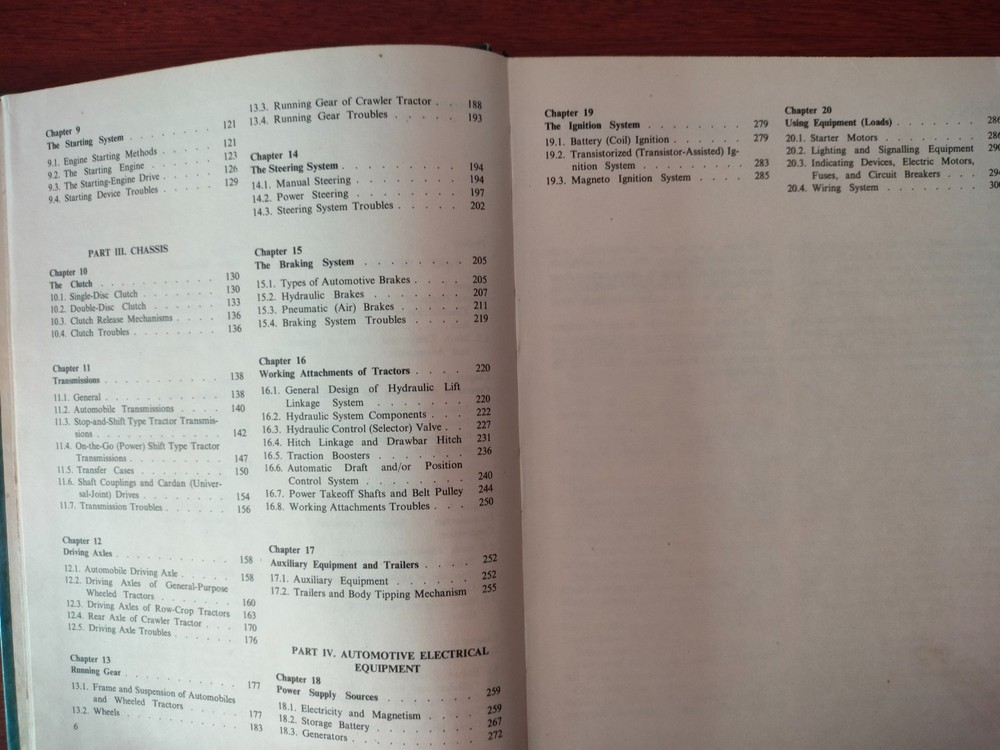 Chapter 9
The Starting System . . . . . . . 121
9.1. Engine Starting Methods . . . . 121
9.2. The Starting Engine . . . . . 123
9.3. The Starting-Engine Drive . . . . 126
9.4. Starting Device Troubles . . . . 129
PART III. CHASSIS
Chapter 10
The Clutch . . . . . . . . . . 130
10.1. Single-Disc Clutch . . . . . . 130
10.2. Double-Disc Clutch . . . . . 133
10.3. Clutch Release Mechanisms . . . 136
10.4. Clutch Troubles . . . . . . . 136
Chapter 11
Transmissions . . . . . . . . . 138
11.1. General . . . . . . . . . . 138
11.2. Automobile Transmissions . . . . 140
11.3. Stop-and-Shift Type Tractor Transmis-
sions . . . . . . . . . . . 142
11.4. On-the-Go (Power) Shift Type Tractor
Transmissions . . . . . . . . 147
11.5. Transfer Cases . . . . . . . 150
11.6. Shaft Couplings and Cardan (Univer-
sal-Joint) Drives . . . . . . . 154
11.7. Transmission Troubles . . . . . 156
Chapter 12
Driving Axles . . . . . . . . . 158
12.1. Automobile Driving Axle . . . . 158
12.2. Driving Axles of General-Purpose
Wheeled Tractors . . . . . . 160
12.3. Driving Axles of Row-Crop Tractors 163
12.4. Rear Axle of Crawler Tractor . . . 170
12.5. Driving Axle Troubles . . . . . 176
Chapter 13
Running Gear . . . . . . . . . 177
13.1. Frame and Suspension of Automobiles
and Wheeled Tractors . . . . . 177
13.2. Wheels . . . . . . . . . . 183
6
13.3. Running Gear of Crawler Tractor . . 188
13.4. Running Gear Troubles . . . . . 193
Chapter 14
The Steering System . . . . . . . 194
14.1. Manual Steering . . . . . . . 194
14.2. Power Steering . . . . . . . 197
14.3. Steering System Troubles . . . . 202
Chapter 15
The Braking System . . . . . . . 205
15.1. Types of Automotive Brakes . . . 205
15.2. Hydraulic Brakes . . . . . . 207
15.3. Pneumatic (Air) Brakes . . . . 211
15.4. Braking System Troubles . . . . 219
Chapter 16
Working Attachments of Tractors . . . . 220
16.1. General Design of Hydraulic Lift
Linkage System . . . . . . . 220
16.2. Hydraulic System Components . . . 222
16.3. Hydraulic Control (Selector) Valve . . 227
16.4. Hitch Linkage and Drawbar Hitch 231
16.5. Traction Boosters . . . . . . 236
16.6. Automatic Draft and/or Position
Control System . . . . . . . 240
16.7. Power Takeoff Shafts and Belt Pulley 244
16.8. Working Attachments Troubles . . . 250
Chapter 17
Auxiliary Equipment and Trailers . . . . 252
17.1. Auxiliary Equipment . . . . . . 252
17.2. Trailers and Body Tipping Mechanism 255
PART IV. AUTOMOTIVE ELECTRICAL
EQUIPMENT
Chapter 18
Power Supply Sources . . . . . . . 259
18.1. Electricity and Magnetism . . . . 259
18.2. Storage Battery . . . . . . . 267
18.3. Generators . . . . . . . . 272
Chapter 19
The Ignition System . . . . . . . . 279
19.1. Battery (Coil) Ignition . . . . . 279
19.2. Transistorized (Transistor-Assisted) Ig-
nition System . . . . . . . . 283
19.3. Magneto Ignition System . . . . 285
Chapter 20
Using Equipment (Loads) . . . . . . . 286
20.1. Starter Motors . . . . . . . 286
20.2. Lighting and Signalling Equipment 290
20.3. Indicating Devices, Electric Motors,
Fuses, and Circuit Breakers . . . 294
20.4. Wiring System . . . . . . . 300